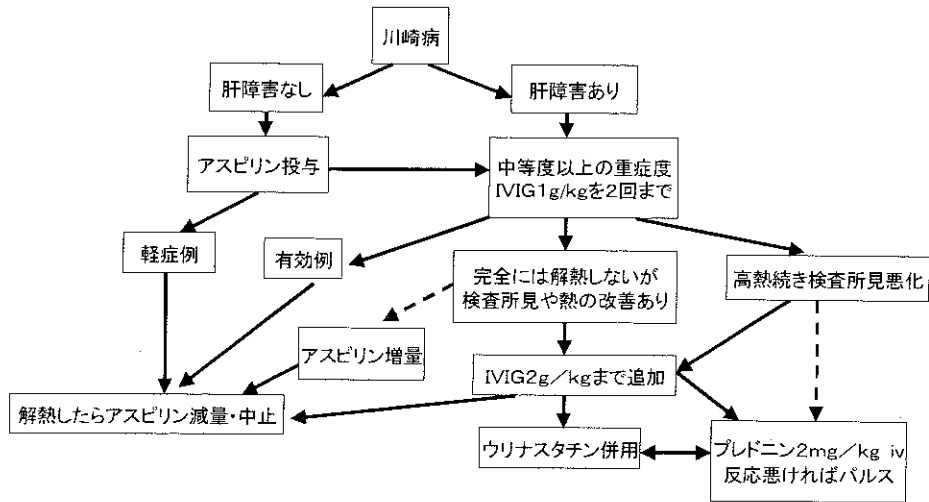 川崎病
肝障害なし
肝障害あり
アスピリン投与
中等度以上の重症度
IVIG1g/kgを2回まで
軽症例
有効例
完全には解熱しないが
検査所見や熱の改善あり
高熱続き検査所見悪化
アスピリン増量
IVIG2g/kgまで追加
解熱したらアスピリン減量・中止
ウリナスタチン併用
プレドニン2mg/kg iv
反応悪ければパルス